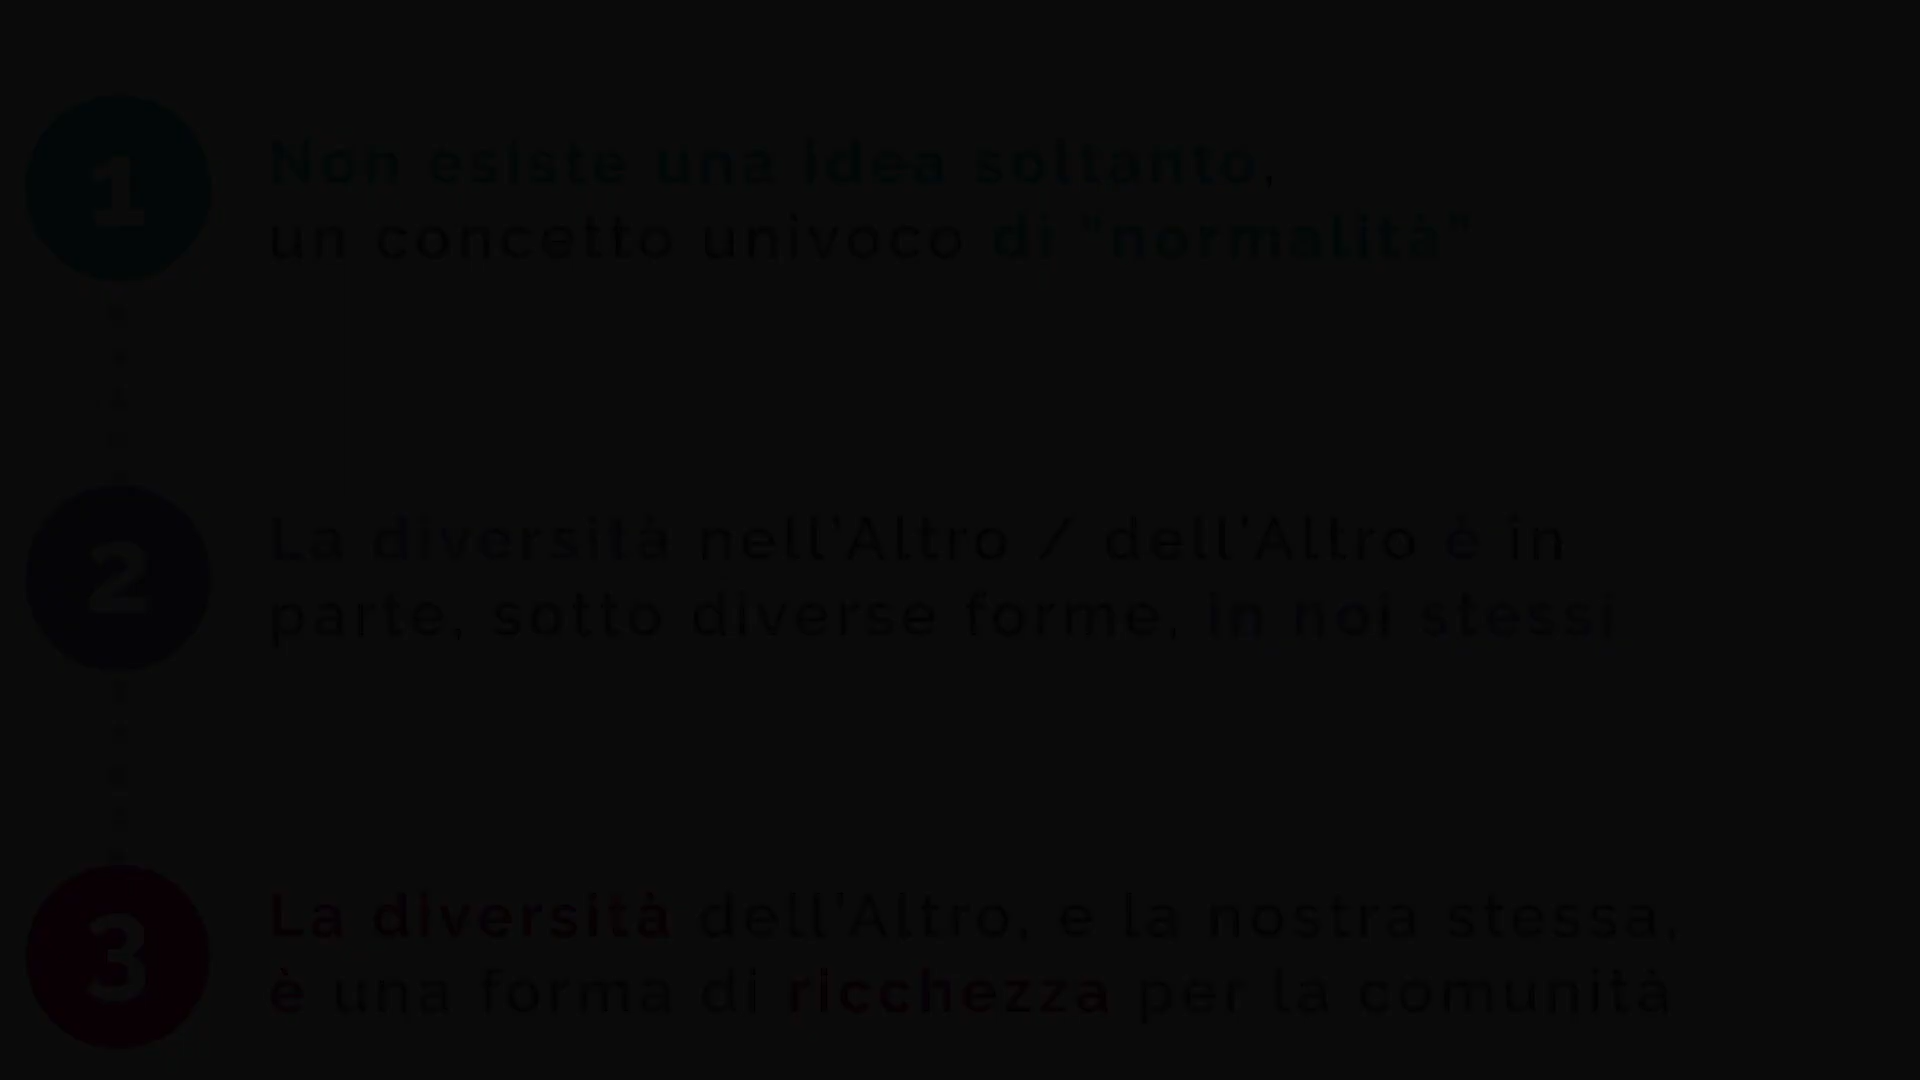 1
Non esiste una idea soltanto,
un concetto univoco di "normalità"
2
La diversità nell'Altro / dell'Altro è in
parte, sotto diverse forme, in noi stessi
3
La diversità dell'Altro, e la nostra stessa,
è una forma di ricchezza per la comunità